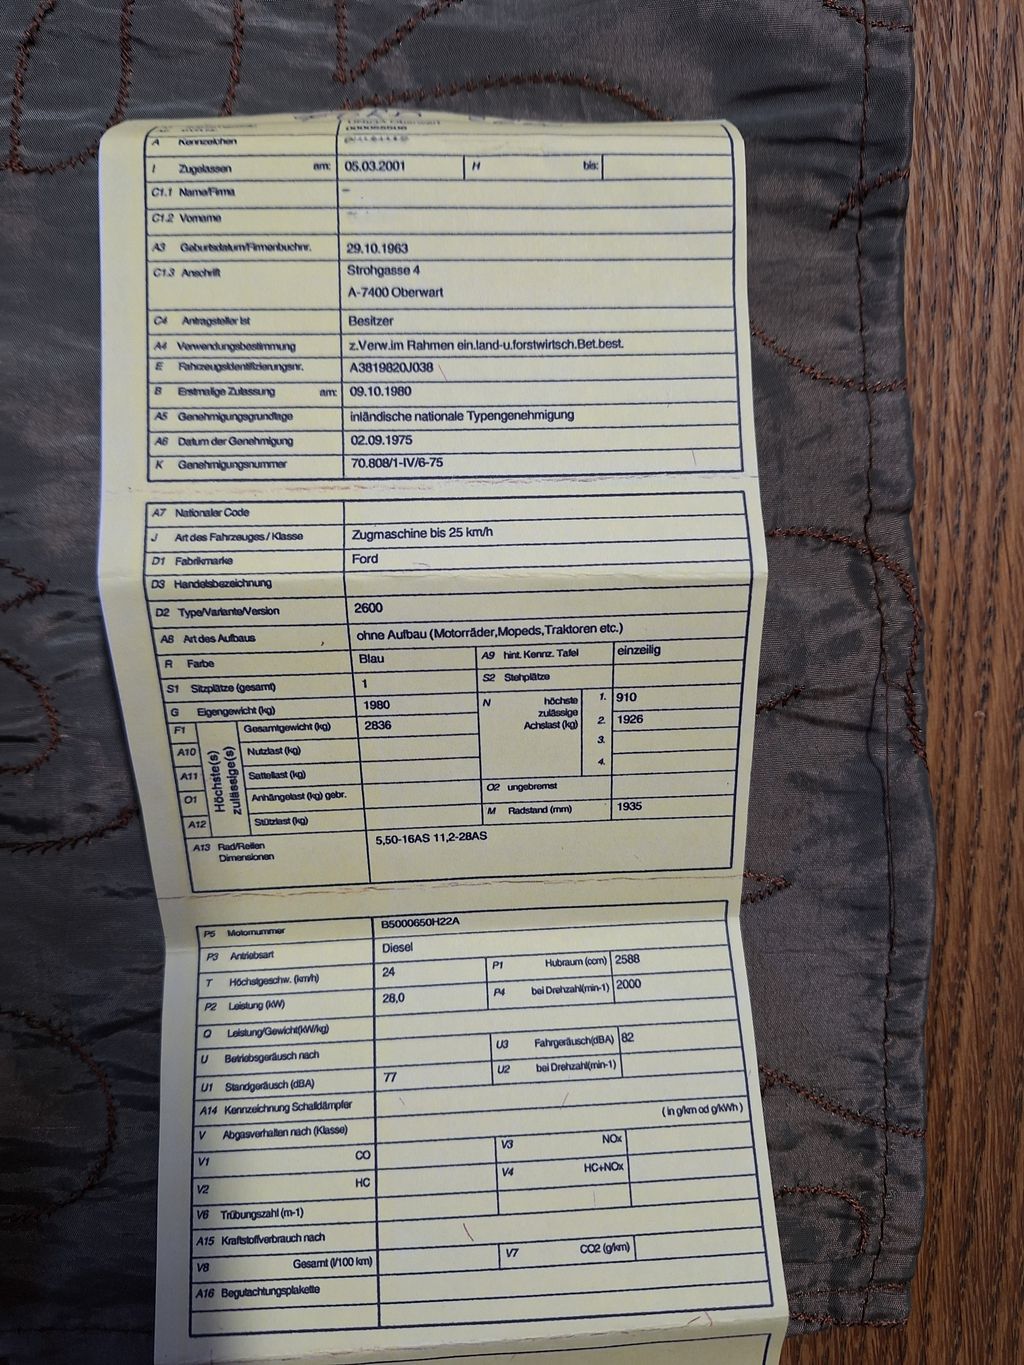 A Kennzeichen
I Zugelassen am: 05.03.2001 H bis:
C1.1 Name/Firma
C1.2 Vorname
A3 Geburtsdatum/Firmenbuchnr. 29.10.1963
C1.3 Anschrift Strohgasse 4
A-7400 Oberwart
C4 Antragsteller ist Besitzer
A4 Verwendungsbestimmung z.Verw.im Rahmen ein.land-u.forstwirtsch.Bet.best.
E Fahrzeugidentifizierungsnr. A3819820J038
B Erstmalige Zulassung am: 09.10.1980
A5 Genehmigungsgrundlage inländische nationale Typengenehmigung
A6 Datum der Genehmigung 02.09.1975
K Genehmigungsnummer 70.808/1-IV/6-75
A7 Nationaler Code
J Art des Fahrzeuges / Klasse Zugmaschine bis 25 km/h
D1 Fabrikmarke Ford
D3 Handelsbezeichnung
D2 Type/Variante/Version 2600
A8 Art des Aufbaus ohne Aufbau (Motorräder,Mopeds,Traktoren etc.)
R Farbe Blau A9 hint. Kennz. Tafel einzeilig
S1 Sitzplätze (gesamt) 1 S2 Stehplätze
G Eigengewicht (kg) 1980 N höchste zulässige Achslast (kg) 1. 910
F1 Höchste(s) zulässige(s) Gesamtgewicht (kg) 2836 2. 1926
A10 Nutzlast (kg) 3.
A11 Sattellast (kg) 4.
O1 Anhängelast (kg) gebr. O2 ungebremst
A12 Stützlast (kg) M Radstand (mm) 1935
A13 Rad/Reifen Dimensionen 5,50-16AS 11,2-28AS
P5 Motornummer B5000650H22A
P3 Antriebsart Diesel
T Höchstgeschw. (km/h) 24 P1 Hubraum (ccm) 2588
P2 Leistung (kW) 28,0 P4 bei Drehzahl(min-1) 2000
Q Leistung/Gewicht(kW/kg)
U Betriebsgeräusch nach U3 Fahrgeräusch(dBA) 82
U1 Standgeräusch (dBA) 77 U2 bei Drehzahl(min-1)
A14 Kennzeichnung Schalldämpfer
V Abgasverhalten nach (Klasse) ( in g/km od g/kWh )
V1 CO V3 NOx
V2 HC V4 HC+NOx
V6 Trübungszahl (m-1)
A15 Kraftstoffverbrauch nach
V8 Gesamt (l/100 km) V7 CO2 (g/km)
A16 Begutachtungsplakette